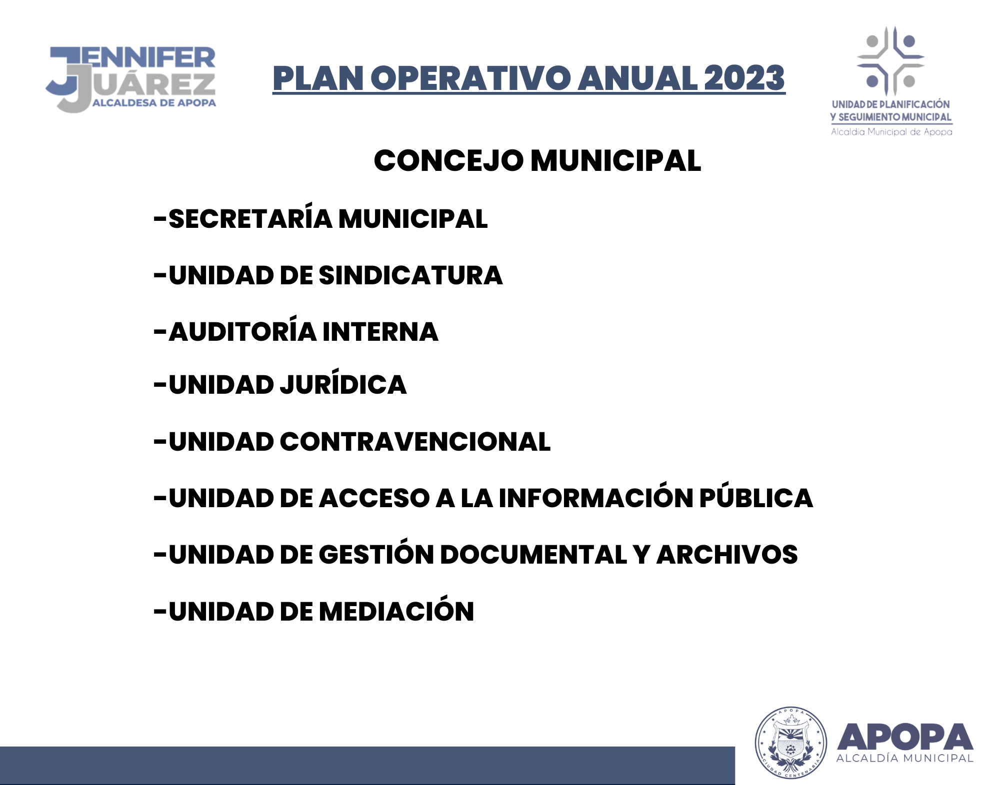 JENNIFER
JUÁREZ
ALCALDESA DE APOPA
PLAN OPERATIVO ANUAL 2023
UNIDAD DE PLANIFICACIÓN
Y SEGUIMIENTO MUNICIPAL
Alcaldía Municipal de Apopa
CONCEJO MUNICIPAL
-SECRETARÍA MUNICIPAL
-UNIDAD DE SINDICATURA
-AUDITORÍA INTERNA
-UNIDAD JURÍDICA
-UNIDAD CONTRAVENCIONAL
-UNIDAD DE ACCESO A LA INFORMACIÓN PÚBLICA
-UNIDAD DE GESTIÓN DOCUMENTAL Y ARCHIVOS
-UNIDAD DE MEDIACIÓN
APOPA
CIUDAD CENTENARIA
APOPA
ALCALDÍA MUNICIPAL